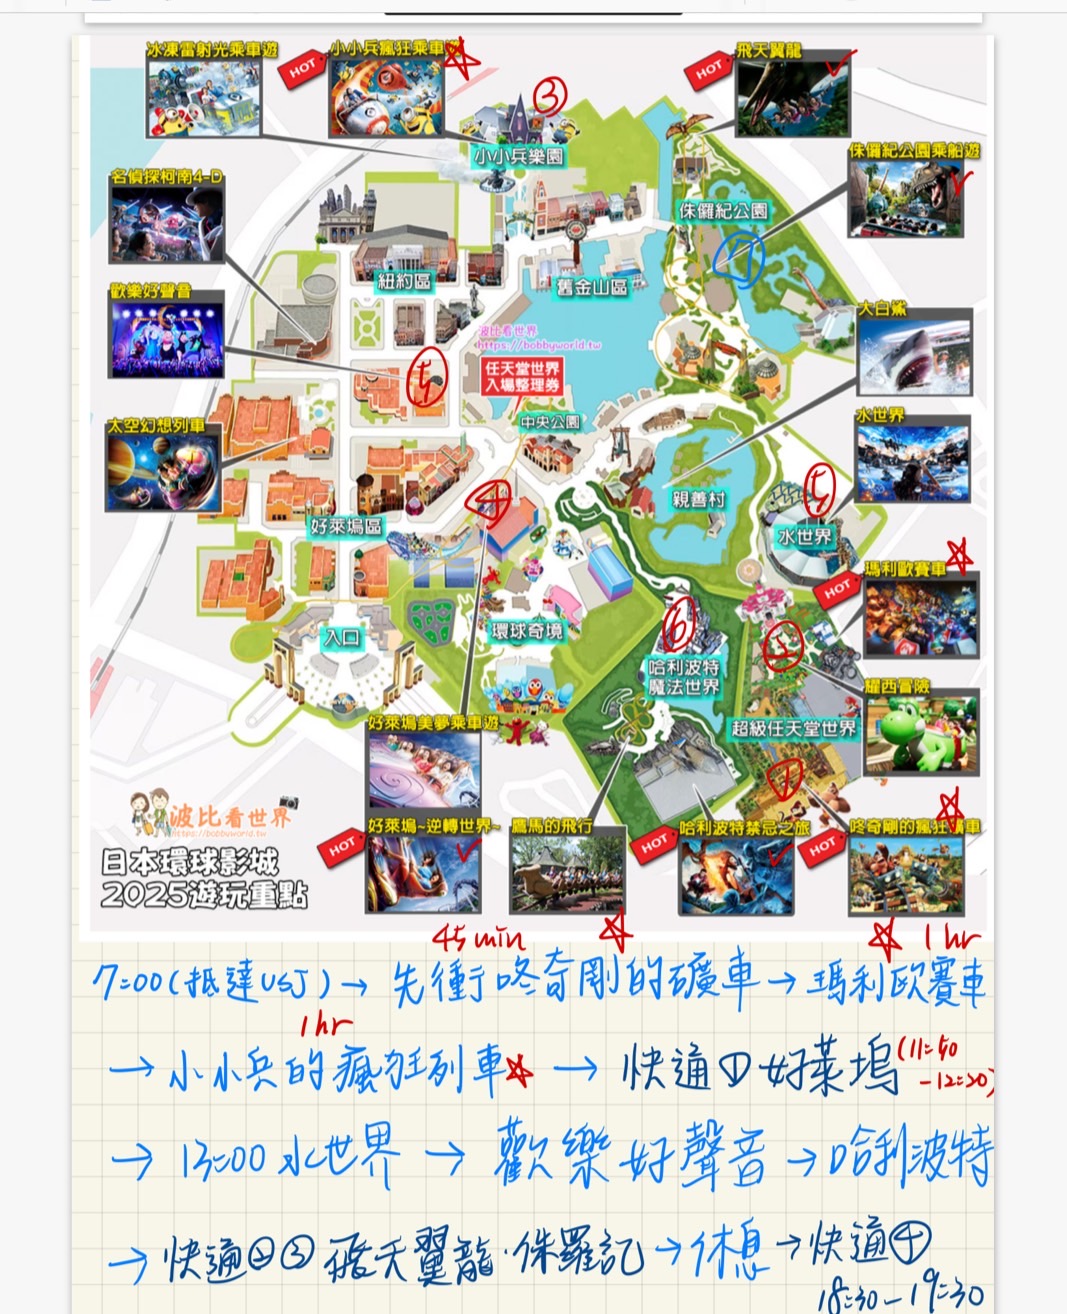 冰凍雷射光乘車遊
HOT
小小兵瘋狂乘車遊
HOT
飛天翼龍
③
小小兵樂園
侏儸紀公園乘船遊
名偵探柯南4-D
侏儸紀公園
紐約區
舊金山區
歡樂好聲音
大白鯊
波比看世界
https://bobbyworld.tw
任天堂世界
入場整理券
中央公園
水世界
太空幻想列車
親善村
好萊塢區
水世界
HOT
瑪利歐賽車
入口
環球奇境
⑥
哈利波特
魔法世界
耀西冒險
超級任天堂世界
好萊塢美夢乘車遊
波比看世界
https://bobbyworld.tw
HOT
好萊塢~逆轉世界~
鷹馬的飛行
HOT
哈利波特禁忌之旅
HOT
咚奇剛的瘋狂礦車
日本環球影城
2025遊玩重點
45 min
1 hr
7:00(抵達USJ) → 先衝咚奇剛的礦車 → 瑪利歐賽車
1 hr
→ 小小兵的瘋狂列車 → 快通① 好萊塢 (11:50-12:20)
→ 13:00 水世界 → 歡樂好聲音 → 哈利波特
→ 快通②③ 飛天翼龍·侏羅記 → 休息 → 快通④
18:30-19:30